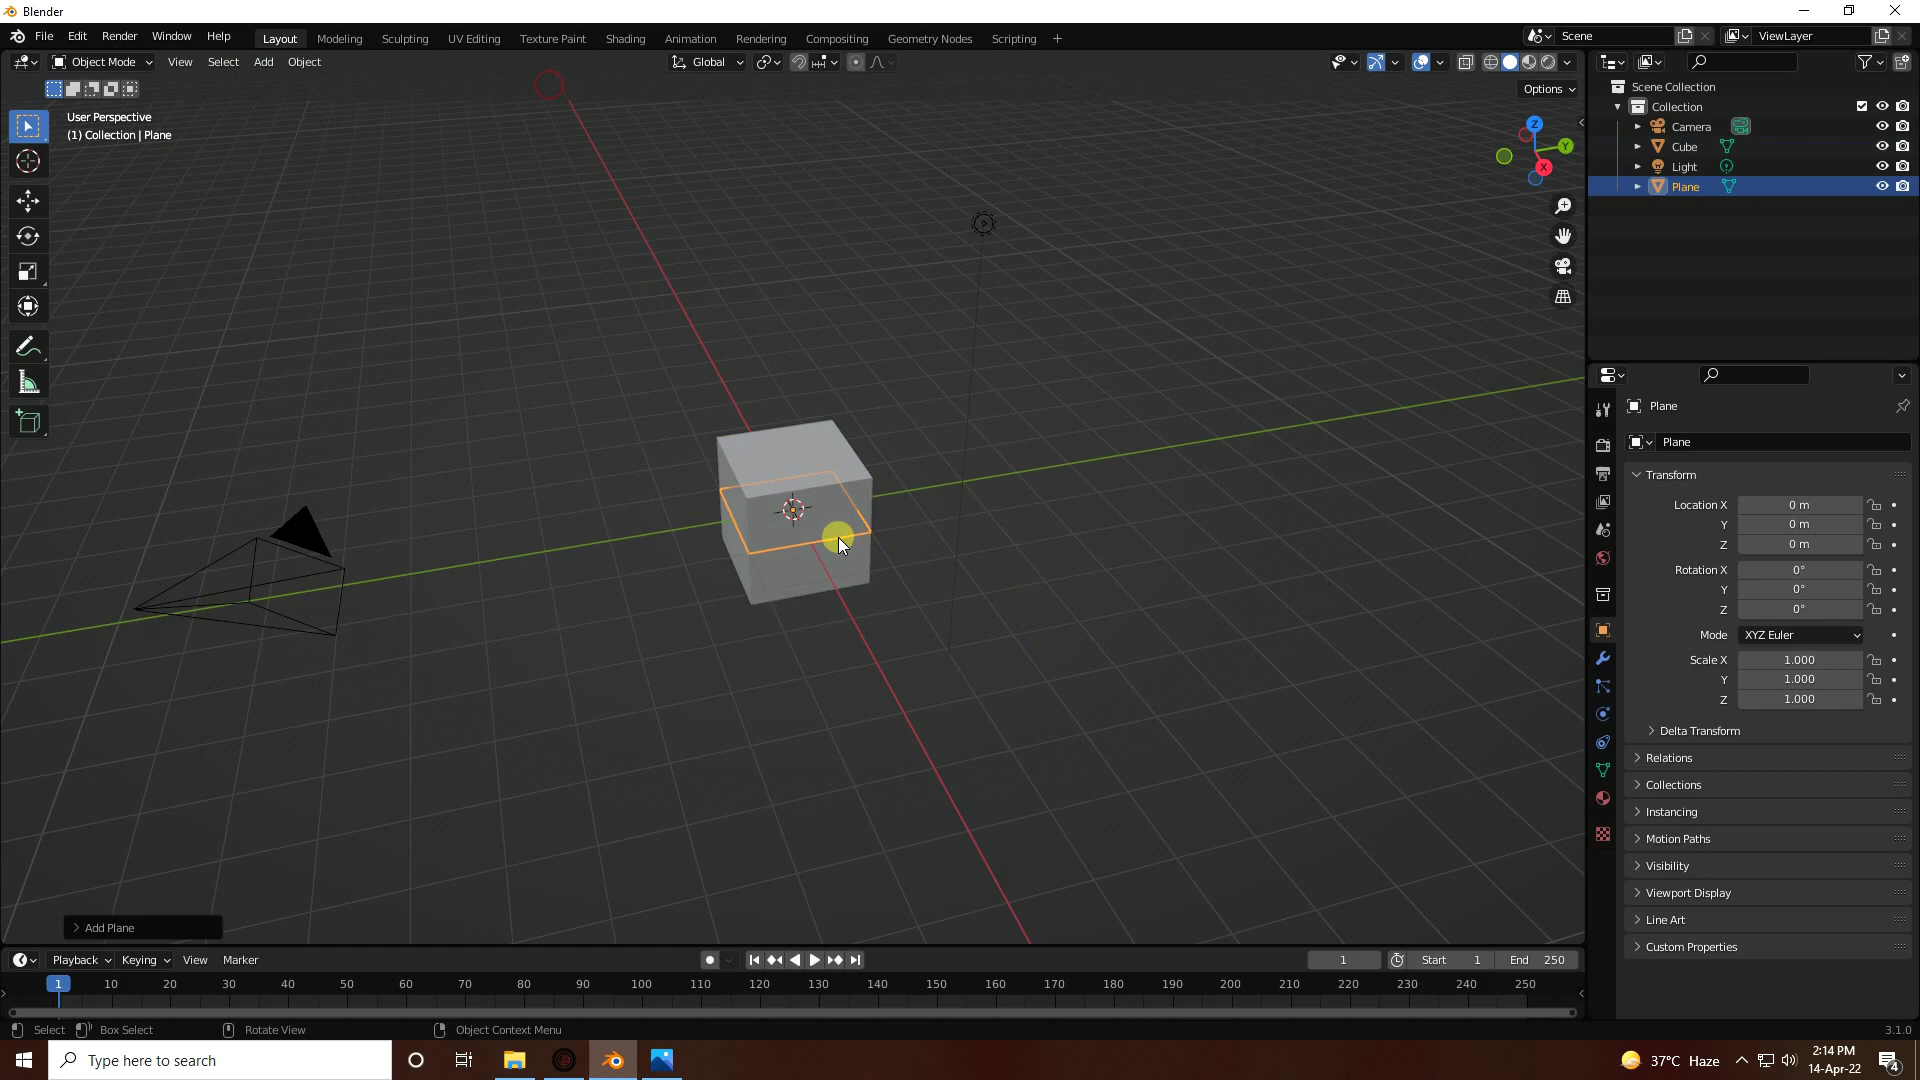 Blender
File Edit Render Window Help Layout Modeling Sculpting UV Editing Texture Paint Shading Animation Rendering Compositing Geometry Nodes Scripting + Scene ViewLayer
Object Mode View Select Add Object Global
Options
User Perspective
(1) Collection | Plane
Z
Y
X
Scene Collection
Collection
Camera
Cube
Light
Plane
Plane
Plane
Transform
Location X 0 m
Y 0 m
Z 0 m
Rotation X 0°
Y 0°
Z 0°
Mode XYZ Euler
Scale X 1.000
Y 1.000
Z 1.000
Delta Transform
Relations
Collections
Instancing
Motion Paths
Visibility
Viewport Display
Line Art
Custom Properties
Add Plane
Playback Keying View Marker 1 Start 1 End 250
1 10 20 30 40 50 60 70 80 90 100 110 120 130 140 150 160 170 180 190 200 210 220 230 240 250
Select Box Select Rotate View Object Context Menu 3.1.0
Type here to search 37°C Haze 2:14 PM
14-Apr-22 4